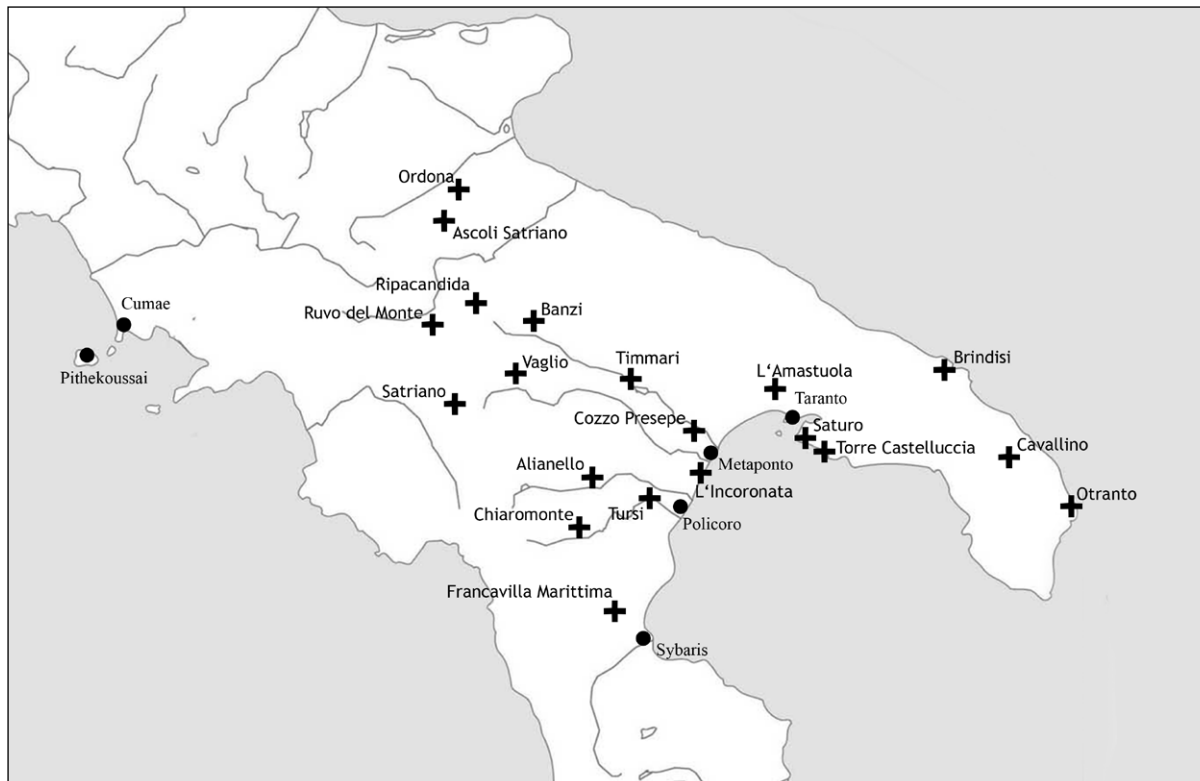 Ordona
Ascoli Satriano
Ripacandida
Cumae
Ruvo del Monte
Banzi
Pithekoussai
Vaglio
Timmari
Brindisi
L‘Amastuola
Satriano
Taranto
Cozzo Presepe
Saturo
Torre Castelluccia
Cavallino
Metaponto
Alianello
L‘Incoronata
Otranto
Chiaromonte
Tursi
Policoro
Francavilla Marittima
Sybaris